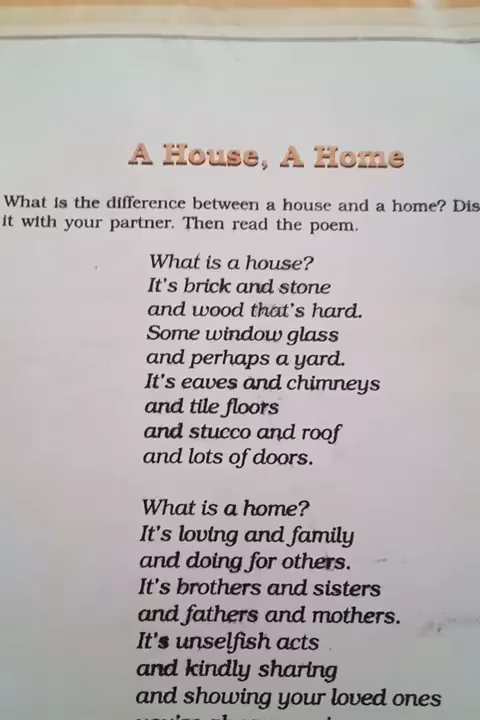 A House, A Home
What is the difference between a house and a home? Dis
it with your partner. Then read the poem.
What is a house?
It's brick and stone
and wood that's hard.
Some window glass
and perhaps a yard.
It's eaves and chimneys
and tile floors
and stucco and roof
and lots of doors.
What is a home?
It's loving and family
and doing for others.
It's brothers and sisters
and fathers and mothers.
It's unselfish acts
and kindly sharing
and showing your loved ones